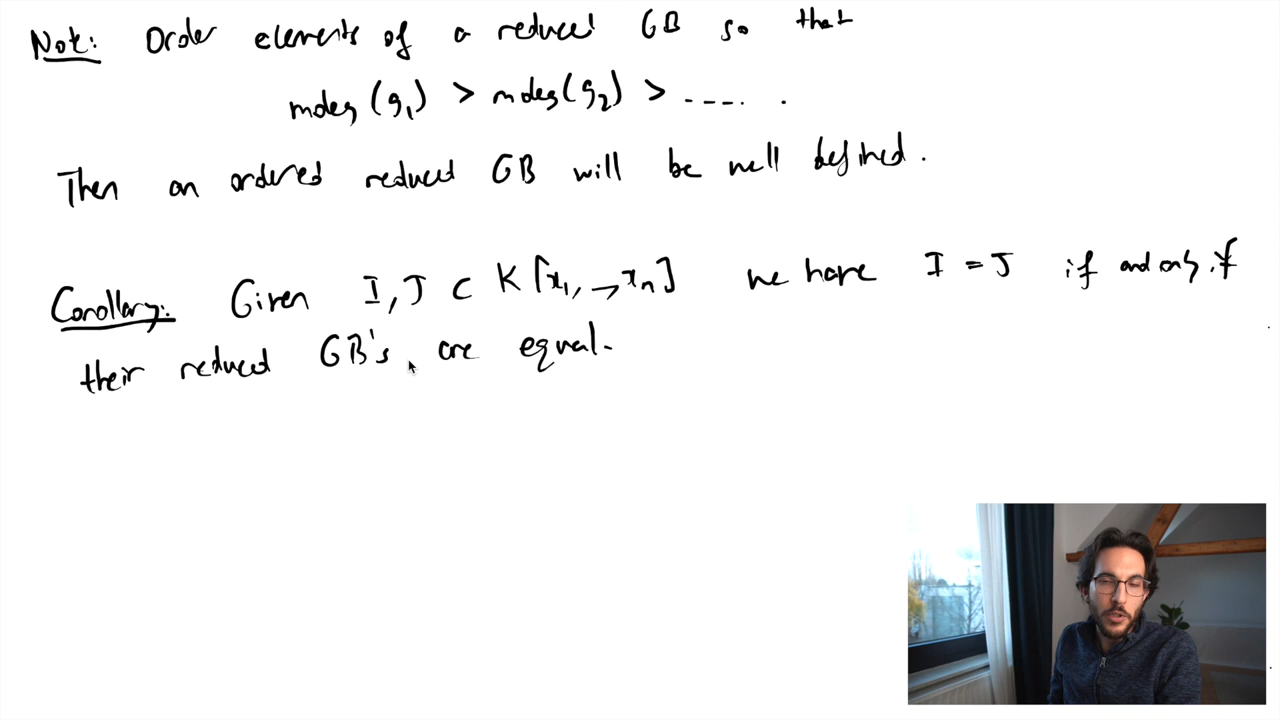 Note: Order elements of a reduced GB so that
mdeg (g₁) > mdeg(g₂) > ---- .
Then an ordered reduced GB will be well defined.
Corollary: Given I, J ⊂ K [x₁, –, xₙ] we have I = J if and only if
their reduced GB's are equal.